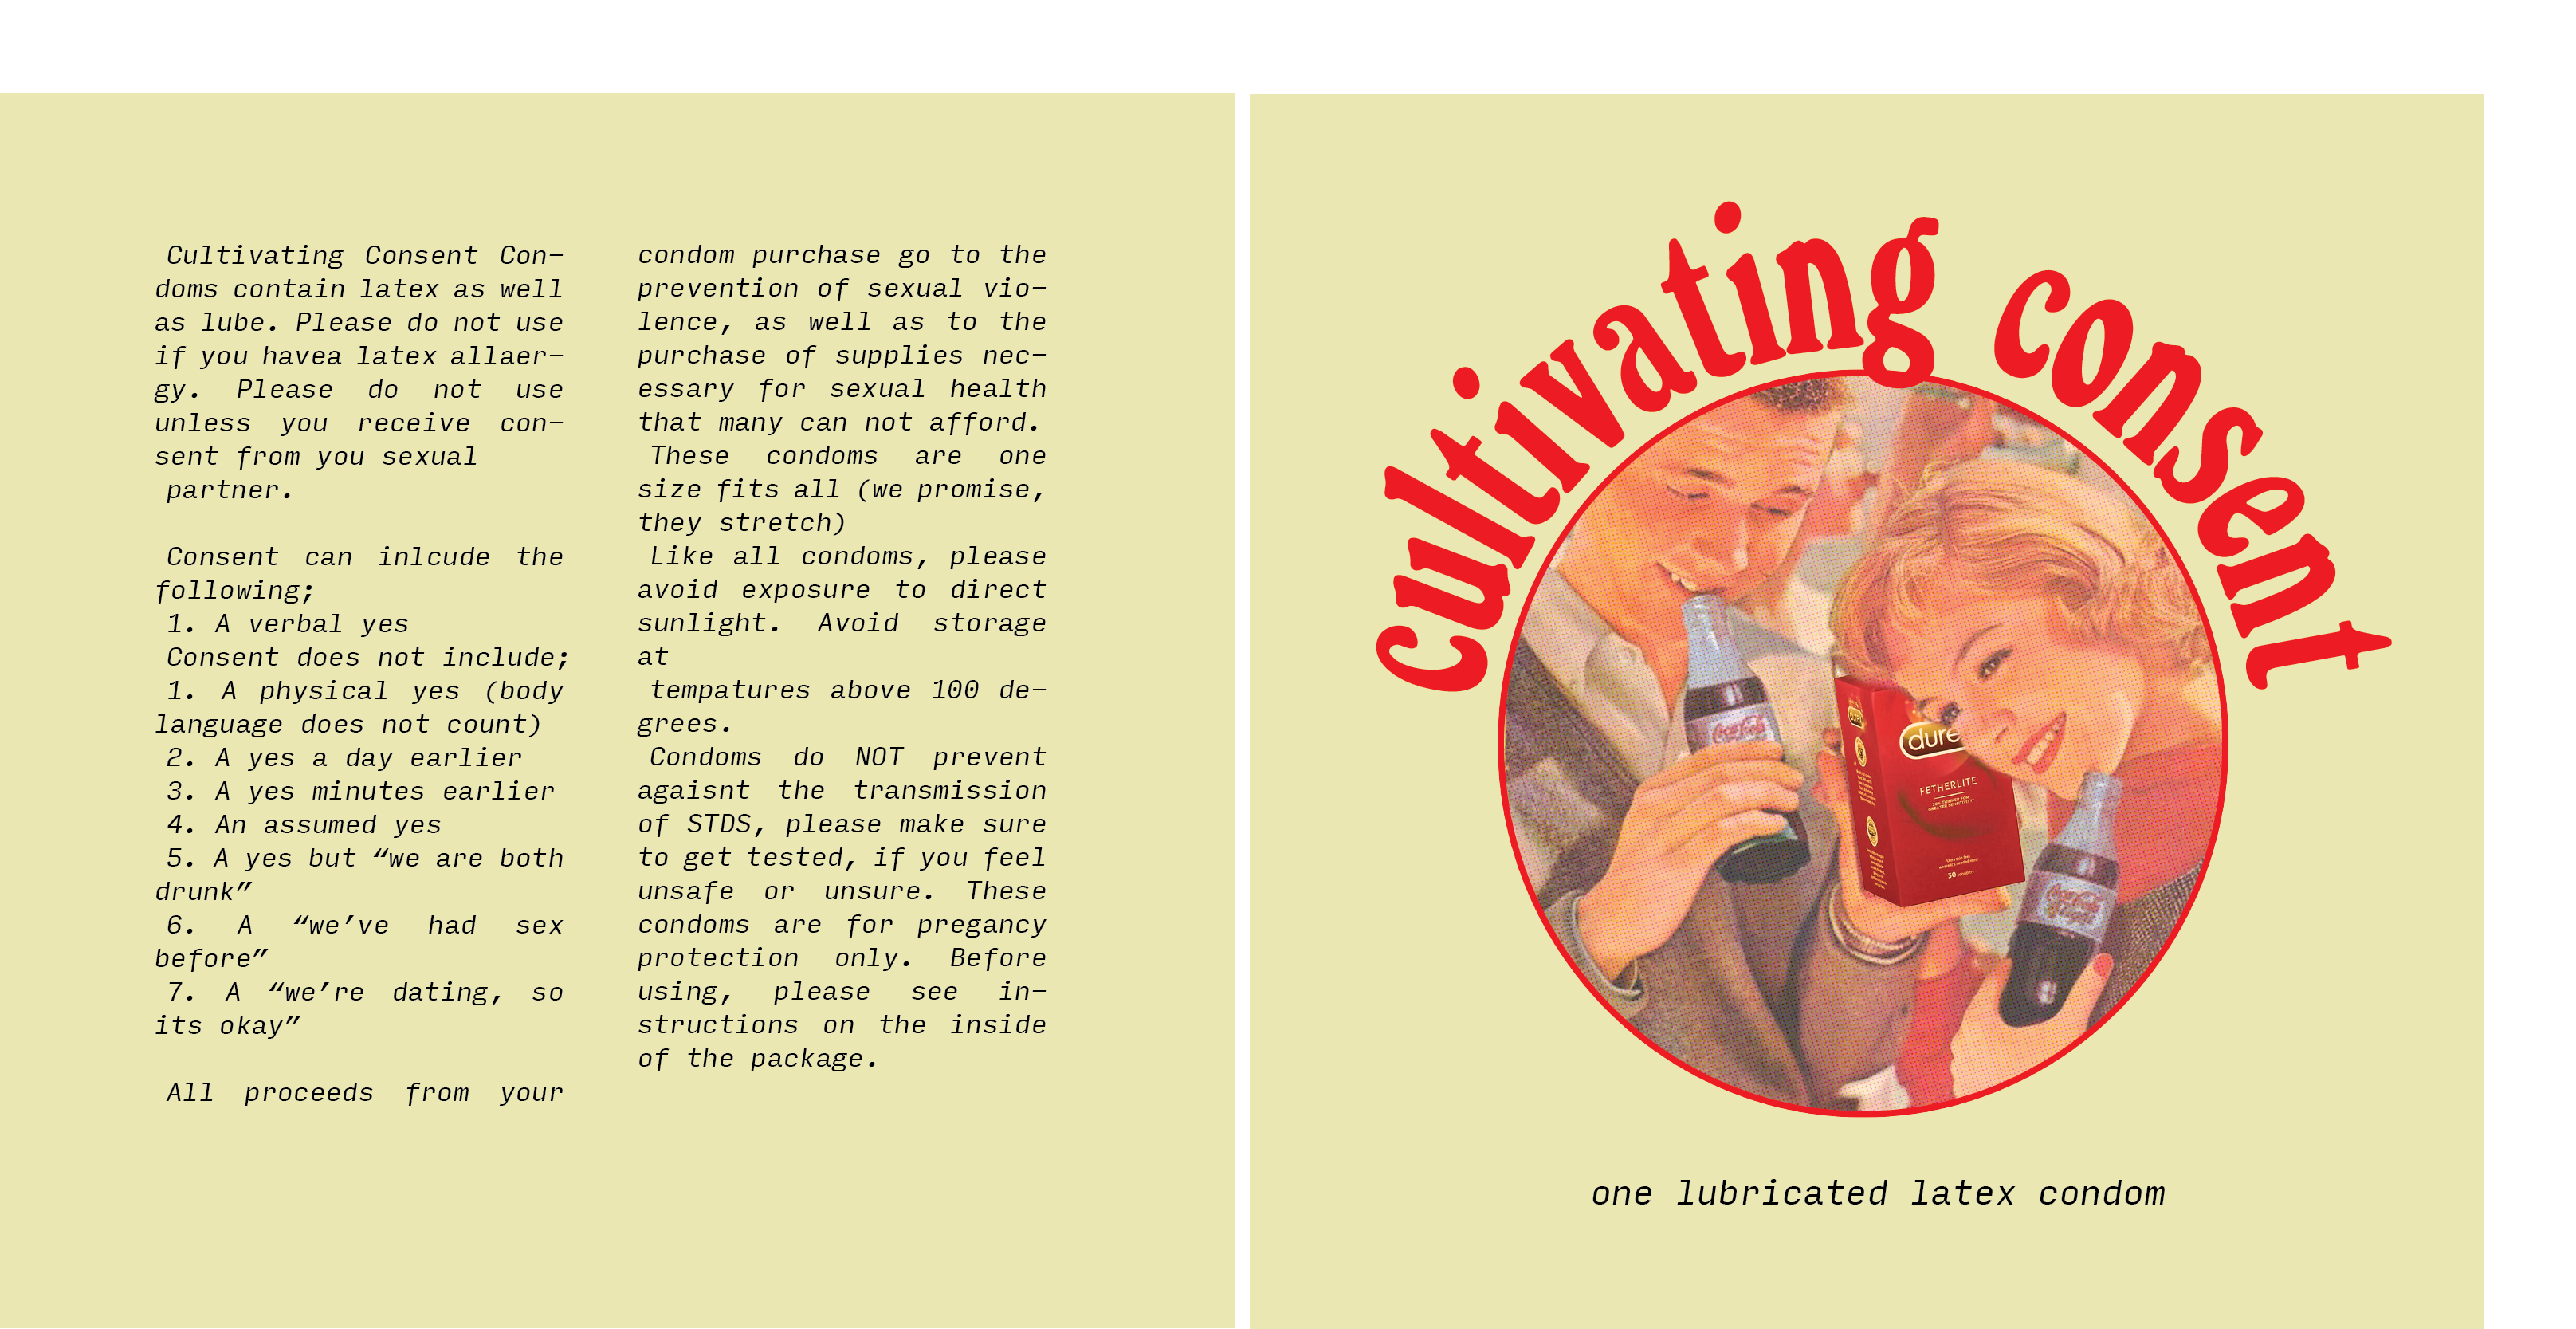 Cultivating Consent Con-
doms contain latex as well
as lube. Please do not use
if you havea latex allaer-
gy. Please do not use
unless you receive con-
sent from you sexual
partner.
Consent can inlcude the
following;
1. A verbal yes
Consent does not include;
1. A physical yes (body
language does not count)
2. A yes a day earlier
3. A yes minutes earlier
4. An assumed yes
5. A yes but “we are both
drunk”
6. A “we’ve had sex
before”
7. A “we’re dating, so
its okay”
All proceeds from your
condom purchase go to the
prevention of sexual vio-
lence, as well as to the
purchase of supplies nec-
essary for sexual health
that many can not afford.
These condoms are one
size fits all (we promise,
they stretch)
Like all condoms, please
avoid exposure to direct
sunlight. Avoid storage
at
tempatures above 100 de-
grees.
Condoms do NOT prevent
agaisnt the transmission
of STDS, please make sure
to get tested, if you feel
unsafe or unsure. These
condoms are for pregancy
protection only. Before
using, please see in-
structions on the inside
of the package.
cultivating consent
Coca-Cola
dure
FETHERLITE
30 condoms
Coca-Cola
one lubricated latex condom